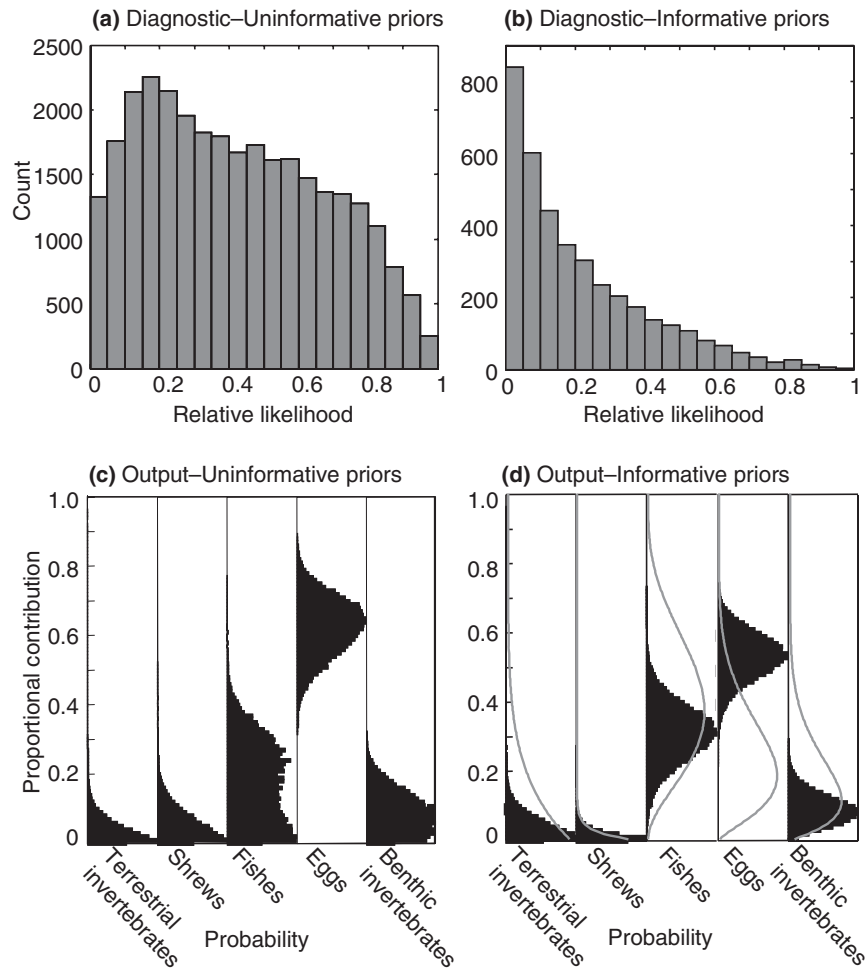 (a) Diagnostic–Uninformative priors
2500
2000
1500
1000
500
0
Count
0 0.2 0.4 0.6 0.8 1
Relative likelihood
(b) Diagnostic–Informative priors
800
600
400
200
0
0 0.2 0.4 0.6 0.8 1
Relative likelihood
(c) Output–Uninformative priors
1.0
0.8
0.6
0.4
0.2
0
Proportional contribution
Terrestrial
invertebrates
Shrews
Fishes
Eggs
Benthic
invertebrates
Probability
(d) Output–Informative priors
1.0
0.8
0.6
0.4
0.2
0
Terrestrial
invertebrates
Shrews
Fishes
Eggs
Benthic
invertebrates
Probability